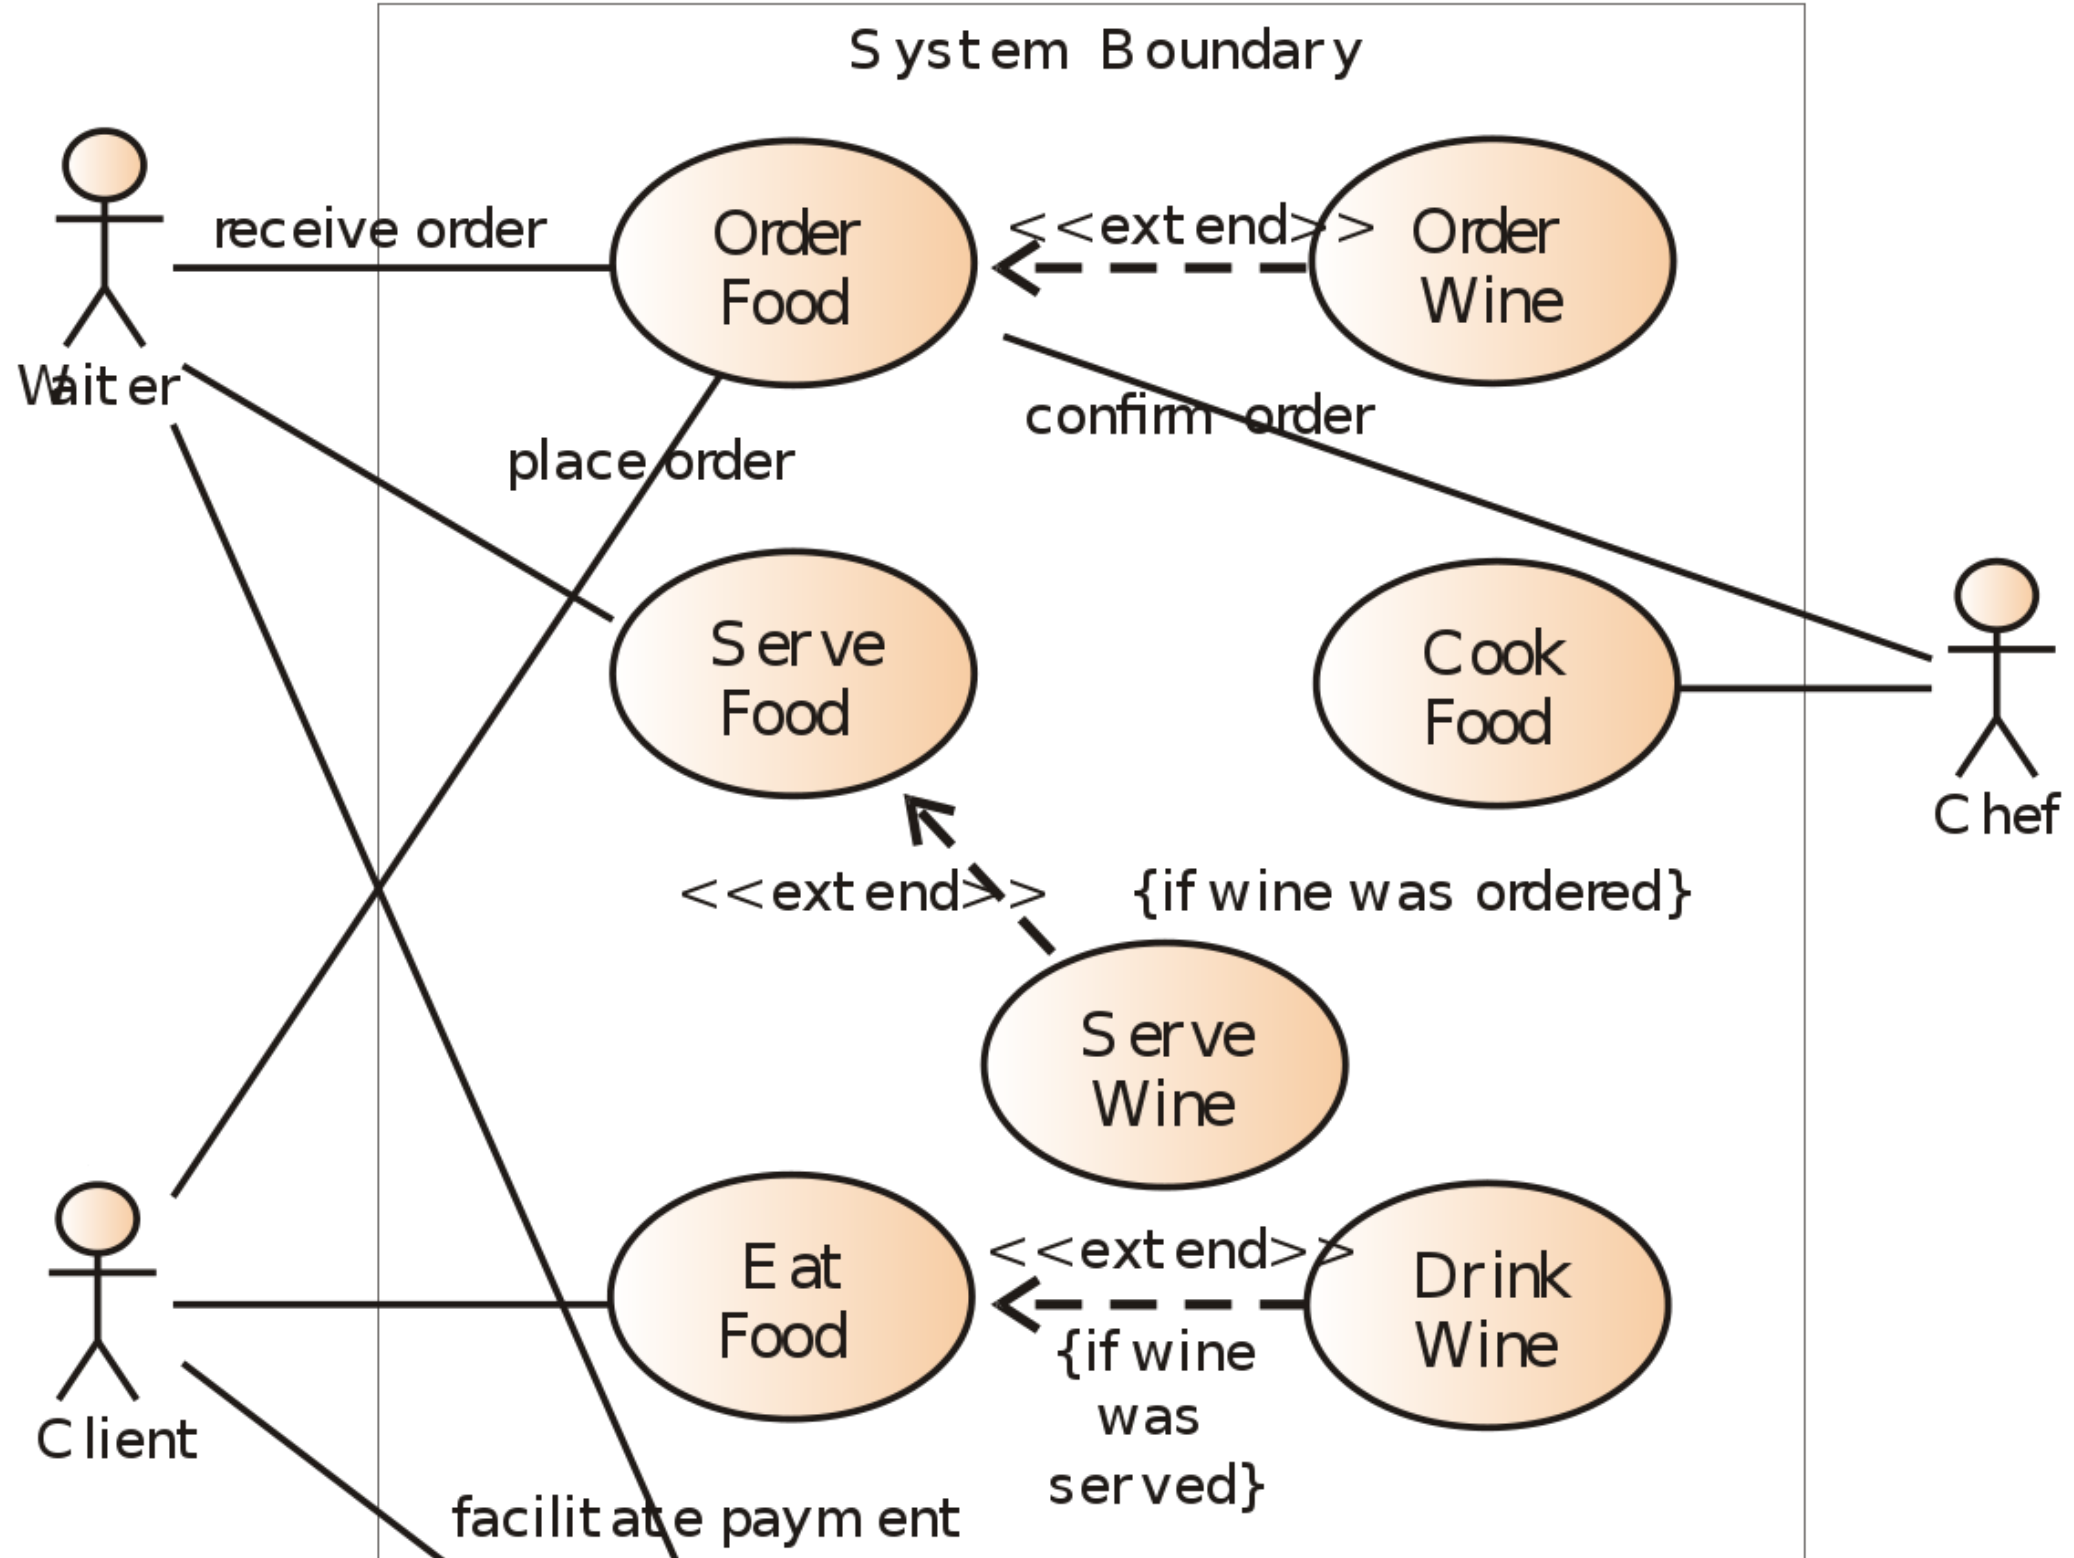 System Boundary
receive order
Order
Food
<<extend>>
Order
Wine
Waiter
place order
confirm order
Serve
Food
Cook
Food
Chef
<<extend>>
{if wine was ordered}
Serve
Wine
Eat
Food
<<extend>>
{if wine
was
served}
Drink
Wine
Client
facilitate payment